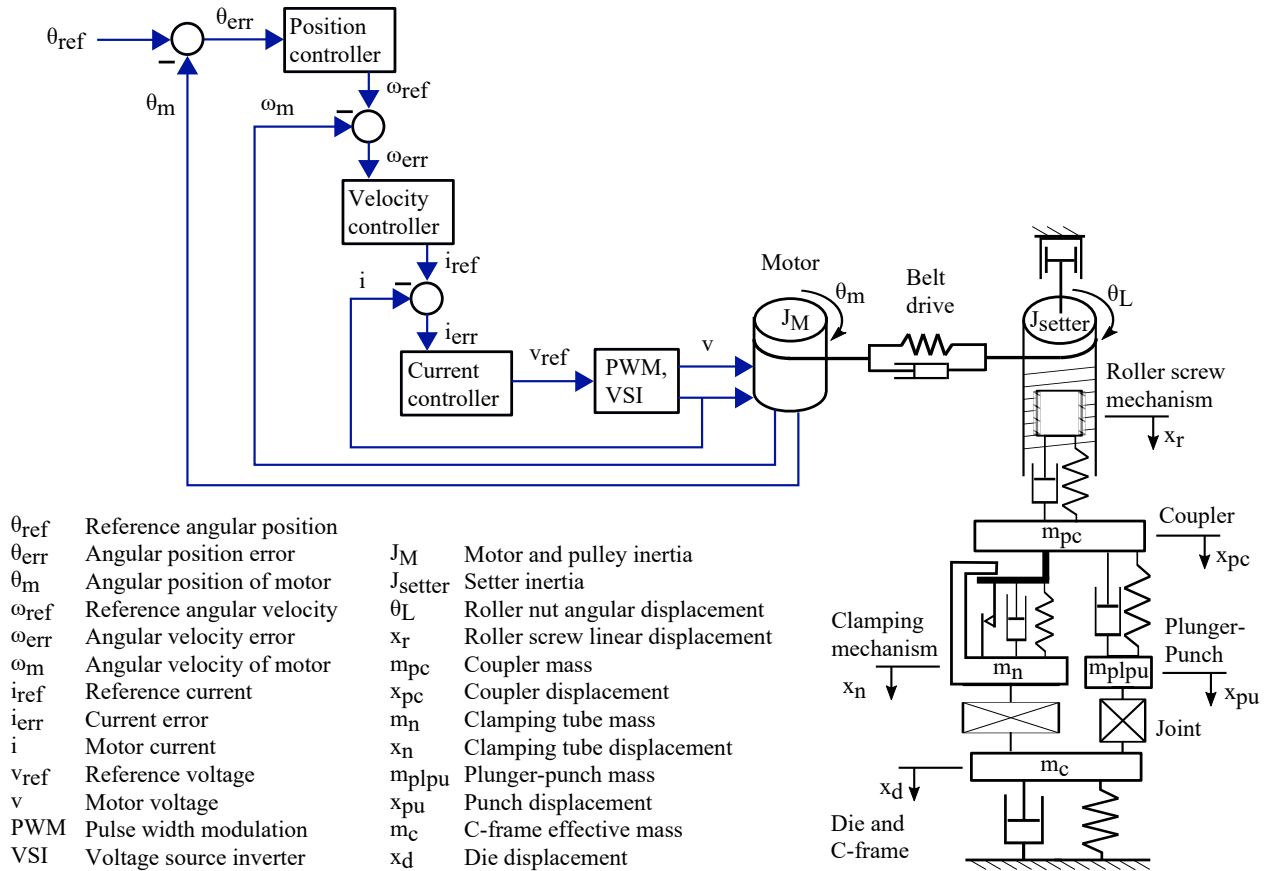 θref
θerr
Position
controller
θm
ωm
ωref
ωerr
Velocity
controller
i
iref
ierr
Current
controller
vref
PWM,
VSI
v
Motor
θm
JM
Belt
drive
θL
Jsetter
Roller screw
mechanism
xr
mpc
Coupler
xpc
Clamping
mechanism
xn
mn
mplpu
Plunger-
Punch
xpu
Joint
mc
xd
Die and
C-frame
θref Reference angular position
θerr Angular position error
θm Angular position of motor
ωref Reference angular velocity
ωerr Angular velocity error
ωm Angular velocity of motor
iref Reference current
ierr Current error
i Motor current
vref Reference voltage
v Motor voltage
PWM Pulse width modulation
VSI Voltage source inverter
JM Motor and pulley inertia
Jsetter Setter inertia
θL Roller nut angular displacement
xr Roller screw linear displacement
mpc Coupler mass
xpc Coupler displacement
mn Clamping tube mass
xn Clamping tube displacement
mplpu Plunger-punch mass
xpu Punch displacement
mc C-frame effective mass
xd Die displacement